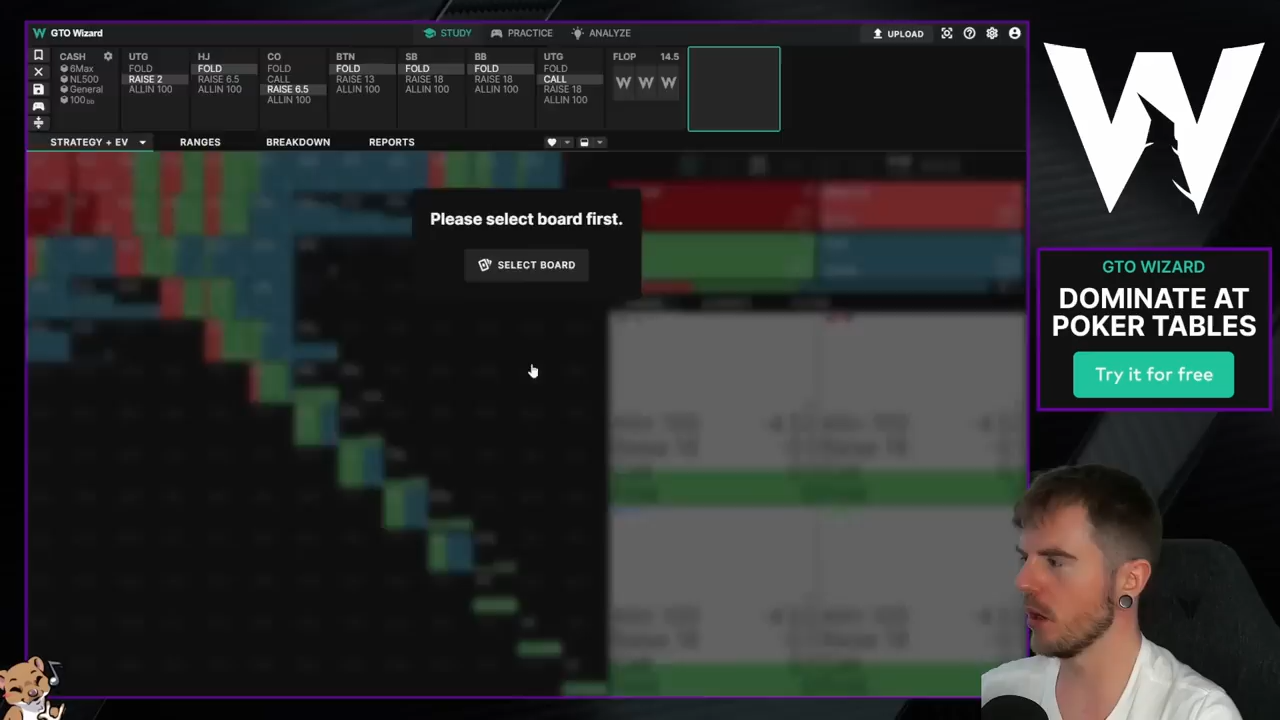 GTO Wizard
STUDY
PRACTICE
ANALYZE
UPLOAD
CASH
6Max
NL500
General
100bb
UTG
FOLD
RAISE 2
ALLIN 100
HJ
FOLD
RAISE 6.5
ALLIN 100
CO
FOLD
CALL
RAISE 6.5
ALLIN 100
BTN
FOLD
RAISE 13
ALLIN 100
SB
FOLD
RAISE 18
ALLIN 100
BB
FOLD
RAISE 18
ALLIN 100
UTG
FOLD
CALL
RAISE 18
ALLIN 100
FLOP 14.5
STRATEGY + EV
RANGES
BREAKDOWN
REPORTS
Please select board first.
SELECT BOARD
GTO WIZARD
DOMINATE AT
POKER TABLES
Try it for free